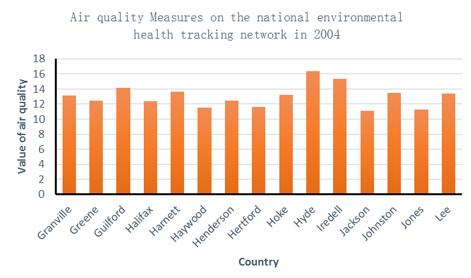 Air quality Measures on the national environmental
health tracking network in 2004
Value of air quality
18
16
14
12
10
8
6
4
2
0
Granville
Greene
Guilford
Halifax
Harnett
Haywood
Henderson
Hertford
Hoke
Hyde
Iredell
Jackson
Johnston
Jones
Lee
Country